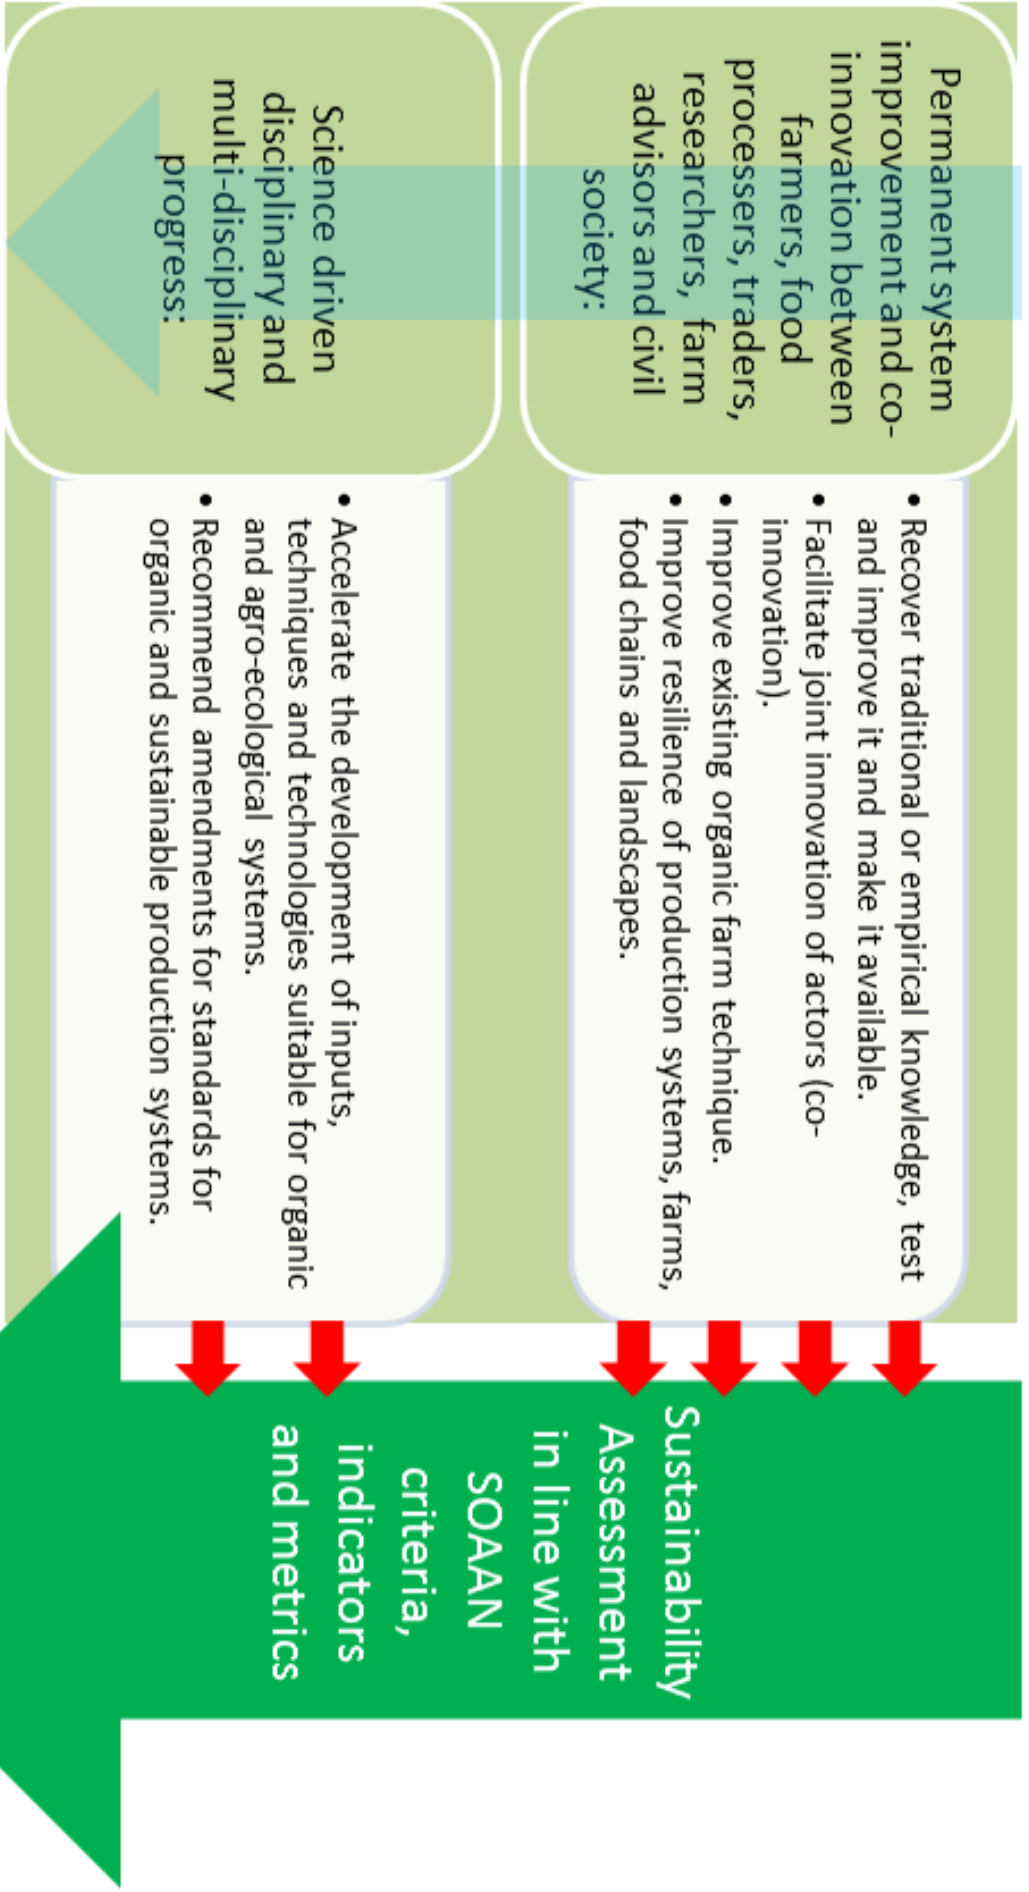 Permanent system
improvement and co-
innovation between
farmers, food
processers, traders,
researchers, farm
advisors and civil
society:
• Recover traditional or empirical knowledge, test
and improve it and make it available.
• Facilitate joint innovation of actors (co-
innovation).
• Improve existing organic farm technique.
• Improve resilience of production systems, farms,
food chains and landscapes.
Science driven
disciplinary and
multi-disciplinary
progress:
• Accelerate the development of inputs,
techniques and technologies suitable for organic
and agro-ecological systems.
• Recommend amendments for standards for
organic and sustainable production systems.
Sustainability
Assessment
in line with
SOAAN
criteria,
indicators
and metrics